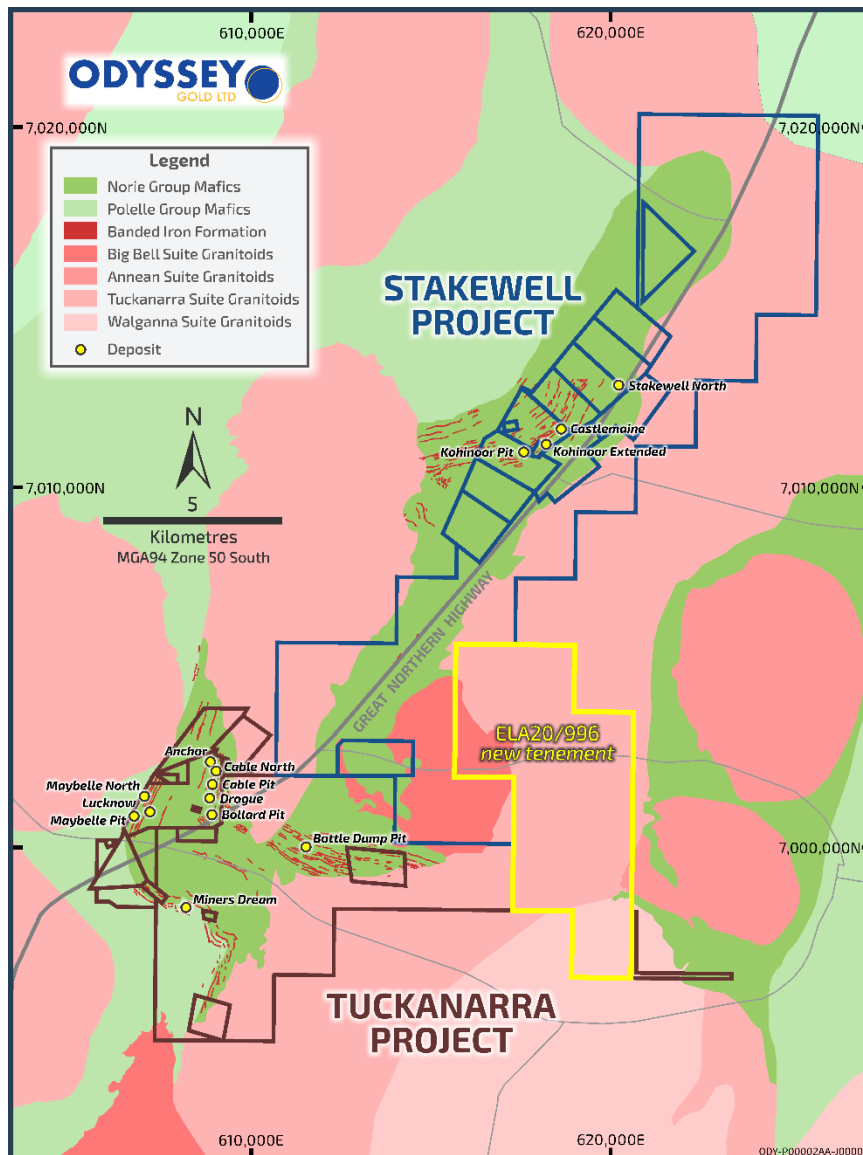 610,000E
620,000E
ODYSSEY
GOLD LTD
7,020,000N
7,020,000N
Legend
Norie Group Mafics
Polelle Group Mafics
Banded Iron Formation
Big Bell Suite Granitoids
Annean Suite Granitoids
Tuckanarra Suite Granitoids
Walganna Suite Granitoids
Deposit
STAKEWELL
PROJECT
Stakewell North
N
Castlemaine
Kohinoor Pit
Kohinoor Extended
7,010,000N
7,010,000N
5
Kilometres
MGA94 Zone 50 South
GREAT NORTHERN HIGHWAY
ELA20/996
new tenement
Anchor
Cable North
Maybelle North
Cable Pit
Lucknow
Drogue
Maybelle Pit
Bollard Pit
Battle Dump Pit
7,000,000N
7,000,000N
Miners Dream
TUCKANARRA
PROJECT
610,000E
620,000E